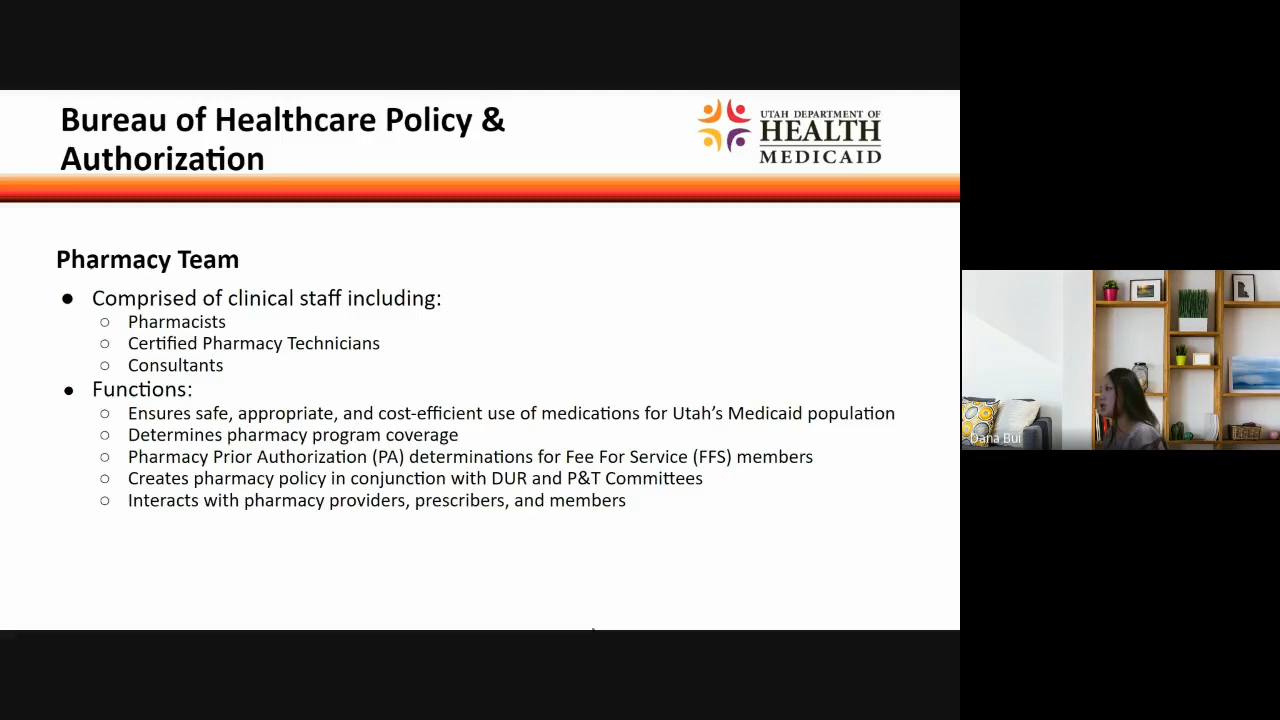 Bureau of Healthcare Policy &
Authorization
UTAH DEPARTMENT OF
HEALTH
MEDICAID
Pharmacy Team
● Comprised of clinical staff including:
○ Pharmacists
○ Certified Pharmacy Technicians
○ Consultants
● Functions:
○ Ensures safe, appropriate, and cost-efficient use of medications for Utah's Medicaid population
○ Determines pharmacy program coverage
○ Pharmacy Prior Authorization (PA) determinations for Fee For Service (FFS) members
○ Creates pharmacy policy in conjunction with DUR and P&T Committees
○ Interacts with pharmacy providers, prescribers, and members
Dana Bui